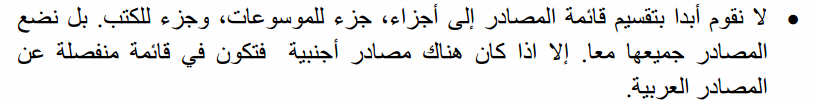 • لا نقوم أبدا بتقسيم قائمة المصادر إلى أجزاء، جزء للموسوعات، وجزء للكتب. بل نضع
المصادر جميعها معا. إلا اذا كان هناك مصادر أجنبية فتكون في قائمة منفصلة عن
المصادر العربية.